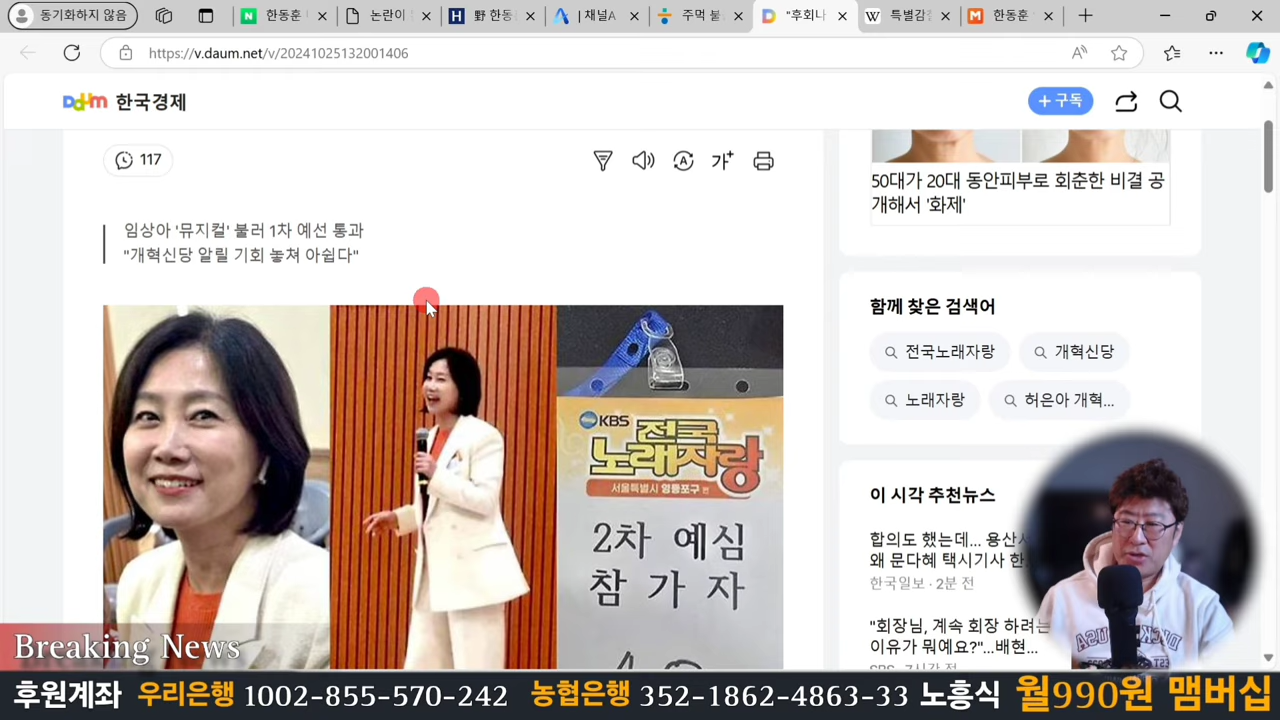 동기화하지 않음
한동훈
논란이
野 한동
| 채널A
주먹
"후회나
특별감찰
한동훈
https://v.daum.net/v/20241025132001406
Daum 한국경제
+ 구독
117
가+
임상아 '뮤지컬' 불러 1차 예선 통과
"개혁신당 알릴 기회 놓쳐 아쉽다"
KBS
전국
노래자랑
서울특별시 영등포구 편
2차 예심
참 가 자
50대가 20대 동안피부로 회춘한 비결 공
개해서 '화제'
함께 찾은 검색어
전국노래자랑
개혁신당
노래자랑
허은아 개혁...
이 시각 추천뉴스
합의도 했는데... 용산서
왜 문다혜 택시기사 한
한국일보 · 2분 전
"회장님, 계속 회장 하려는
이유가 뭐예요?"...배현...
SBS · 7시간 전
Breaking News
후원계좌 우리은행 1002-855-570-242 농협은행 352-1862-4863-33 노흥식 월990원 맴버십